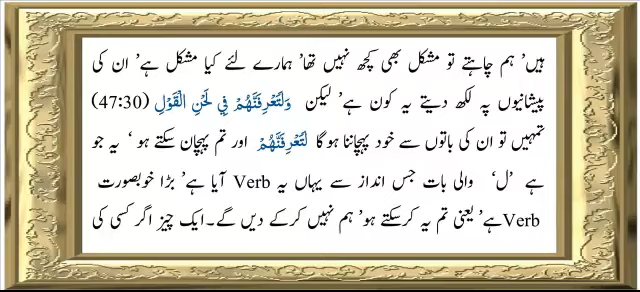 ہیں’ ہم چاہتے تو مشکل بھی کچھ نہیں تھا‘ ہمارے لئے کیا مشکل ہے’ ان کی
پیشانیوں پہ لکھ دیتے یہ کون ہے‘ لیکن وَلَتَعْرِفَنَّهُمْ فِي لَحْنِ الْقَوْلِ (47:30)
تمہیں تو ان کی باتوں سے خود پہچاننا ہوگا لَتَعْرِفَنَّهُمْ اور تم پہچان سکتے ہو ‘ یہ جو
ہے ’ل‘ والی بات جس انداز سے یہاں یہ Verb آیا ہے‘ بڑا خوبصورت
Verb ہے‘ یعنی تم یہ کرسکتے ہو‘ ہم نہیں کرکے دیں گے۔ ایک چیز اگر کسی کی